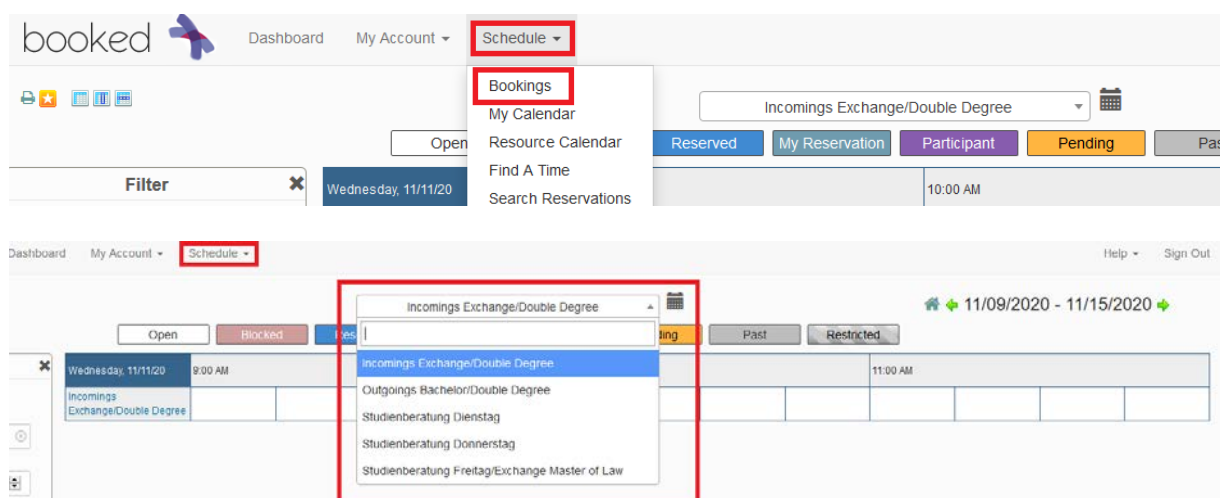 booked Dashboard My Account Schedule
Bookings
My Calendar
Resource Calendar
Find A Time
Search Reservations
Incomings Exchange/Double Degree
Open Reserved My Reservation Participant Pending Pas
Filter
Wednesday, 11/11/20 10:00 AM
Dashboard My Account Schedule Help Sign Out
Incomings Exchange/Double Degree
11/09/2020 - 11/15/2020
Open Blocked Res ding Past Restricted
Incomings Exchange/Double Degree
Outgoings Bachelor/Double Degree
Studienberatung Dienstag
Studienberatung Donnerstag
Studienberatung Freitag/Exchange Master of Law
Wednesday, 11/11/20 9:00 AM 11:00 AM
Incomings
Exchange/Double Degree